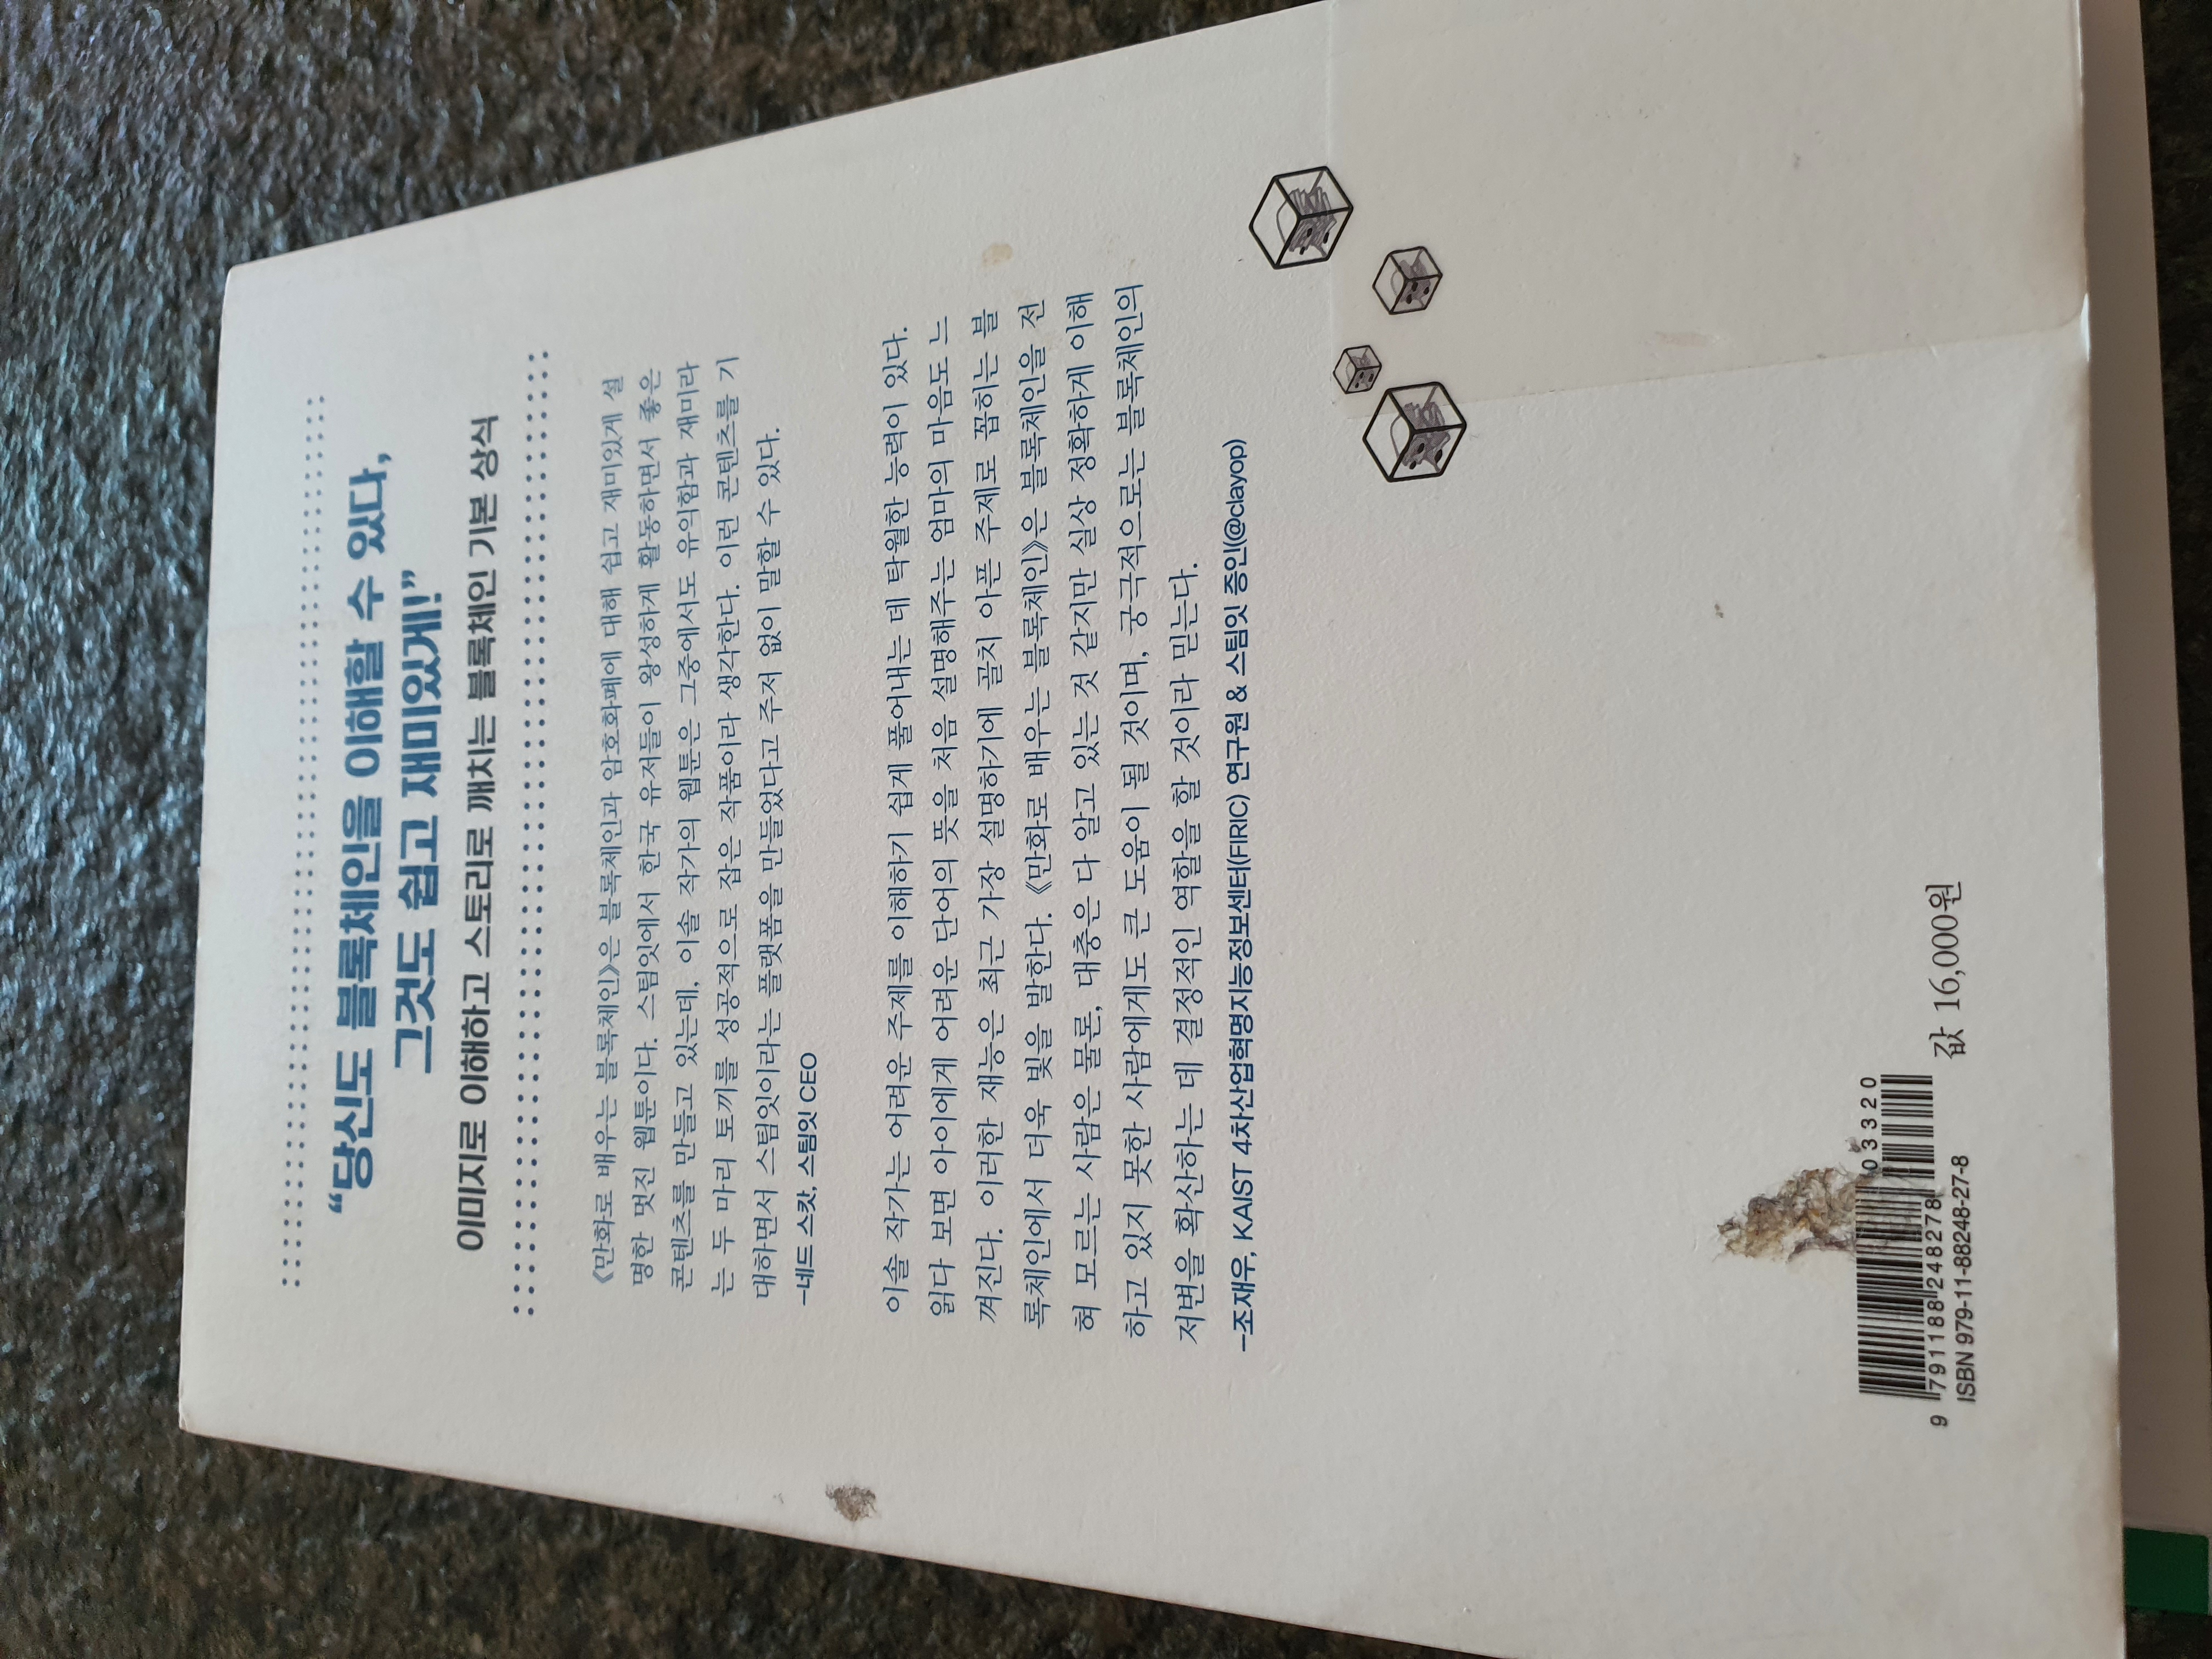 “당신도 블록체인을 이해할 수 있다,
그것도 쉽고 재미있게!”
이미지로 이해하고 스토리로 깨치는 블록체인 기본 상식
《만화로 배우는 블록체인》은 블록체인과 암호화폐에 대해 쉽고 재미있게 설
명한 멋진 웹툰이다. 스팀잇에서 한국 유저들이 왕성하게 활동하면서 좋은
콘텐츠를 만들고 있는데, 이솔 작가의 웹툰은 그중에서도 유익함과 재미라
는 두 마리 토끼를 성공적으로 잡은 작품이라 생각한다. 이런 콘텐츠를 기
대하면서 스팀잇이라는 플랫폼을 만들었다고 주저 없이 말할 수 있다.
–네드 스캇, 스팀잇 CEO
이솔 작가는 어려운 주제를 이해하기 쉽게 풀어내는 데 탁월한 능력이 있다.
읽다 보면 아이에게 어려운 단어의 뜻을 처음 설명해주는 엄마의 마음도 느
껴진다. 이러한 재능은 최근 가장 설명하기에 골치 아픈 주제로 꼽히는 블
록체인에서 더욱 빛을 발한다. 《만화로 배우는 블록체인》은 블록체인을 전
혀 모르는 사람은 물론, 대충은 다 알고 있는 것 같지만 실상 정확하게 이해
하고 있지 못한 사람에게도 큰 도움이 될 것이며, 궁극적으로는 블록체인의
저변을 확산하는 데 결정적인 역할을 할 것이라 믿는다.
–조재우, KAIST 4차산업혁명지능정보센터(FIRIC) 연구원 & 스팀잇 증인(@clayop)
03320
9 791188 248278
값 16,000원
ISBN 979-11-88248-27-8